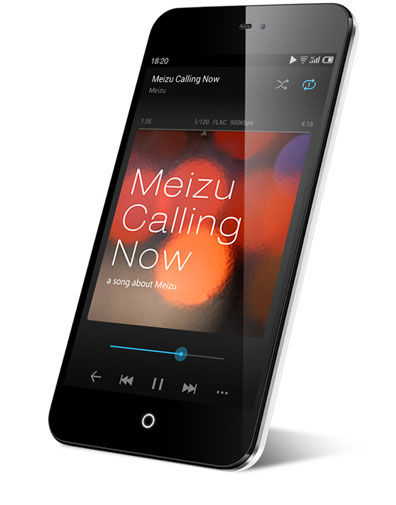 18:20
Meizu Calling Now
Meizu
1:35 1/120 FLAC 900Kbps 4:18
Meizu
Calling
Now
a song about Meizu